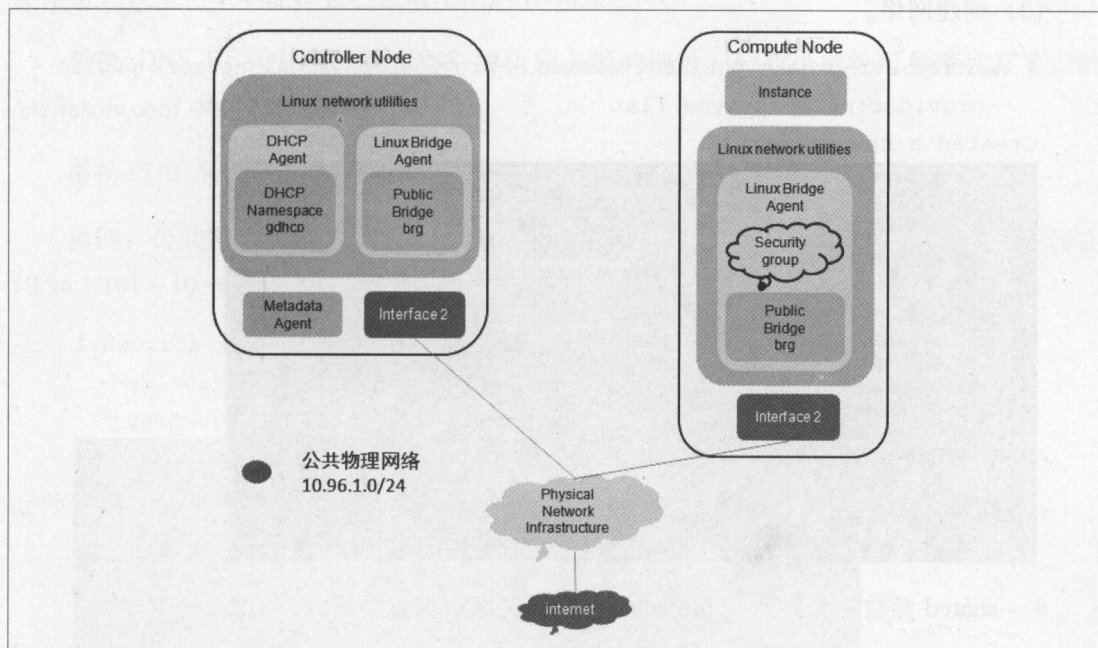 Controller Node
Linux network utilities
DHCP
Agent
DHCP
Namespace
gdhcp
Linux Bridge
Agent
Public
Bridge
brg
Metadata
Agent
Interface 2
Compute Node
Instance
Linux network utilities
Linux Bridge
Agent
Security
group
Public
Bridge
brg
Interface 2
公共物理网络
10.96.1.0/24
Physical
Network
Infrastructure
internet